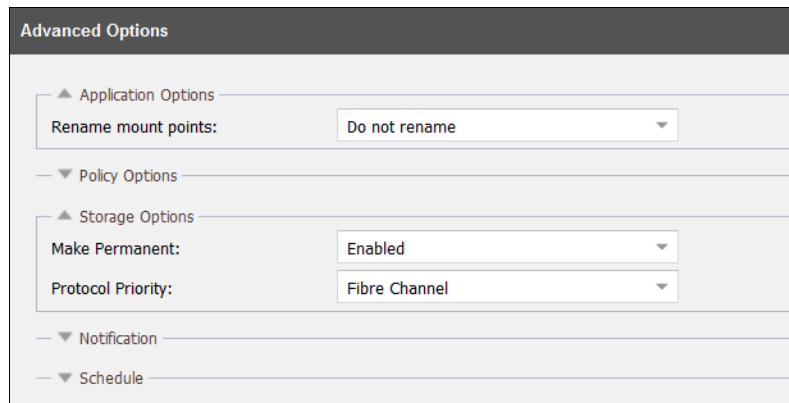 Advanced Options
Application Options
Rename mount points: Do not rename
Policy Options
Storage Options
Make Permanent: Enabled
Protocol Priority: Fibre Channel
Notification
Schedule